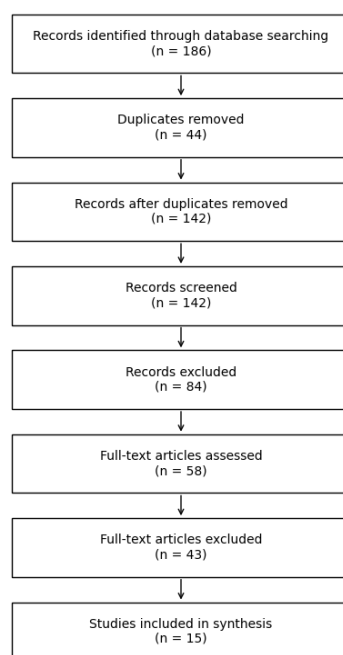 Records identified through database searching
(n = 186)
Duplicates removed
(n = 44)
Records after duplicates removed
(n = 142)
Records screened
(n = 142)
Records excluded
(n = 84)
Full-text articles assessed
(n = 58)
Full-text articles excluded
(n = 43)
Studies included in synthesis
(n = 15)